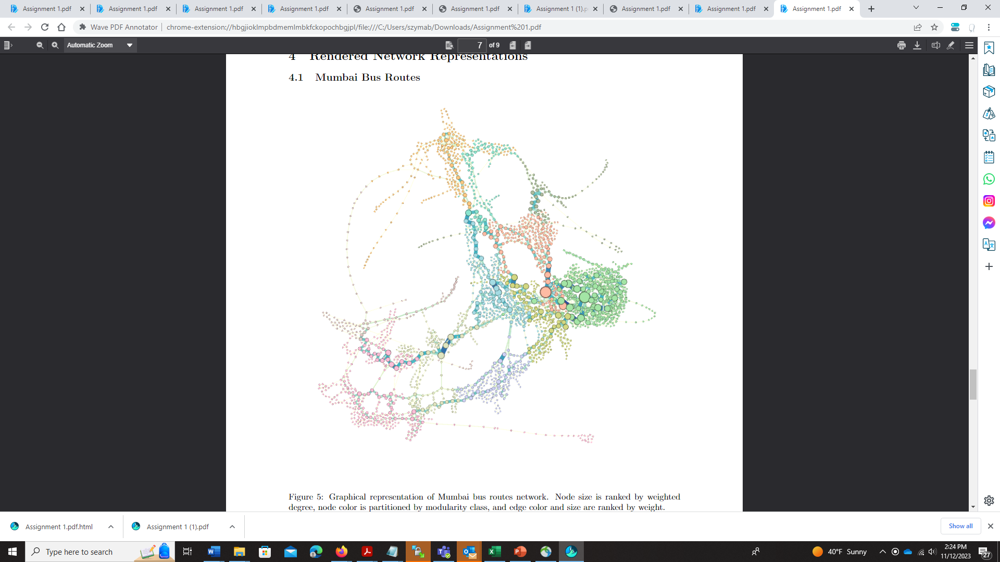 Assignment 1.pdf
Assignment 1.pdf
Assignment 1.pdf
Assignment 1.pdf
Assignment 1.pdf
Assignment 1.pdf
Assignment 1 (1).p
Assignment 1.pdf
Assignment 1.pdf
Assignment 1.pdf
Wave PDF Annotator | chrome-extension://hbgjioklmpbdmemlmbkfckopochbgjpl/file:///C:/Users/szymab/Downloads/Assignment%201.pdf
Automatic Zoom 7 of 9
4 Rendered Network Representations
4.1 Mumbai Bus Routes
Figure 5: Graphical representation of Mumbai bus routes network. Node size is ranked by weighted
degree, node color is partitioned by modularity class, and edge color and size are ranked by weight.
Assignment 1.pdf.html
Assignment 1 (1).pdf
Show all
Type here to search
40°F Sunny
2:24 PM
11/12/2023
27